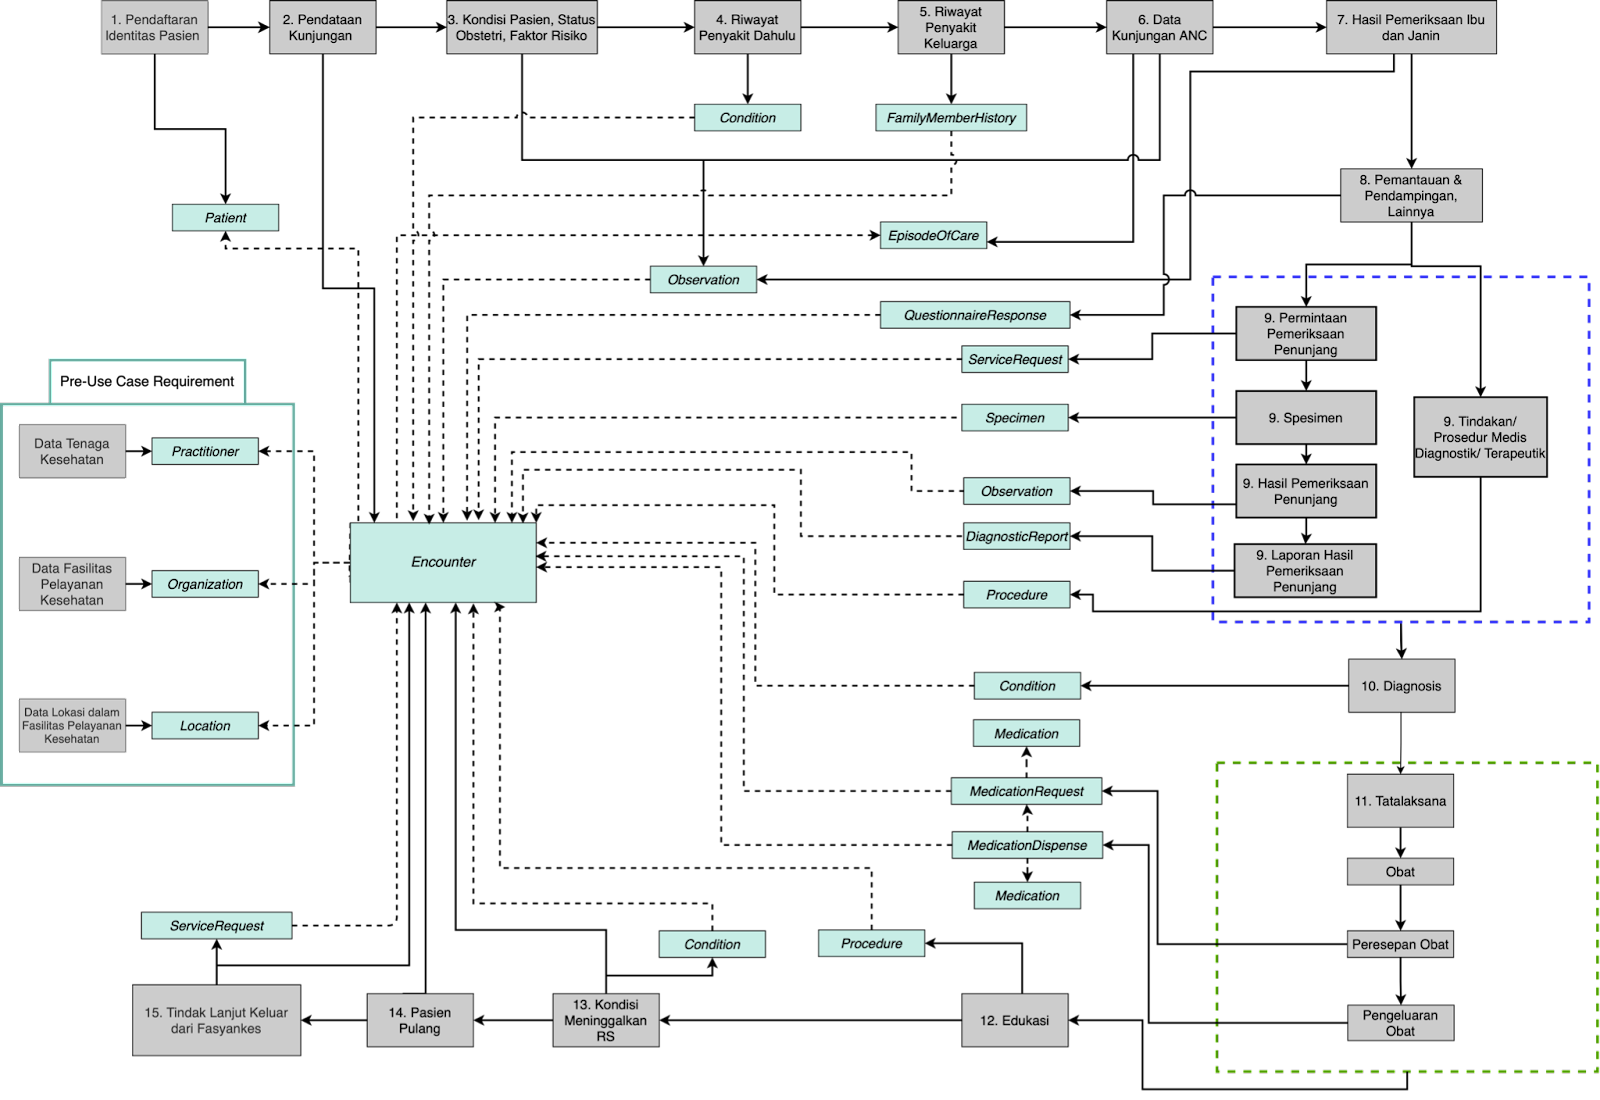 1. Pendaftaran
Identitas Pasien
2. Pendataan
Kunjungan
3. Kondisi Pasien, Status
Obstetri, Faktor Risiko
4. Riwayat
Penyakit Dahulu
5. Riwayat
Penyakit
Keluarga
6. Data
Kunjungan ANC
7. Hasil Pemeriksaan Ibu
dan Janin
Condition
FamilyMemberHistory
8. Pemantauan &
Pendampingan,
Lainnya
Patient
EpisodeOfCare
Observation
QuestionnaireResponse
9. Permintaan
Pemeriksaan
Penunjang
ServiceRequest
Pre-Use Case Requirement
Specimen
9. Spesimen
9. Tindakan/
Prosedur Medis
Diagnostik/ Terapeutik
Data Tenaga
Kesehatan
Practitioner
Observation
9. Hasil Pemeriksaan
Penunjang
DiagnosticReport
9. Laporan Hasil
Pemeriksaan
Penunjang
Encounter
Data Fasilitas
Pelayanan
Kesehatan
Organization
Procedure
Condition
10. Diagnosis
Data Lokasi dalam
Fasilitas Pelayanan
Kesehatan
Location
Medication
MedicationRequest
11. Tatalaksana
MedicationDispense
Obat
Medication
ServiceRequest
Condition
Procedure
Peresepan Obat
15. Tindak Lanjut Keluar
dari Fasyankes
14. Pasien
Pulang
13. Kondisi
Meninggalkan
RS
12. Edukasi
Pengeluaran
Obat